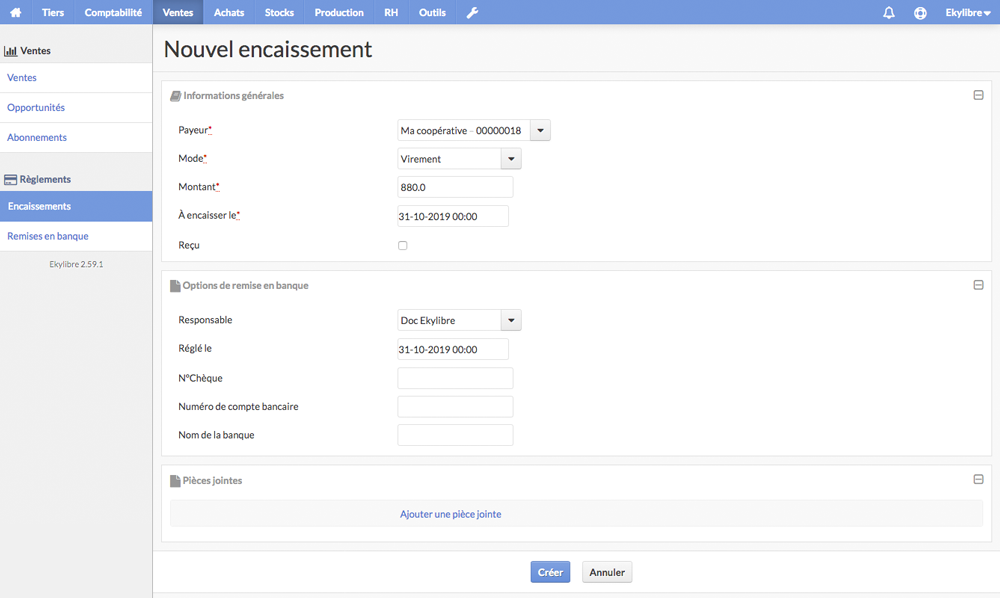 Tiers Comptabilité Ventes Achats Stocks Production RH Outils Ekylibre
Ventes
Ventes
Opportunités
Abonnements
Règlements
Encaissements
Remises en banque
Ekylibre 2.59.1
Nouvel encaissement
Informations générales
Payeur* Ma coopérative - 00000018
Mode* Virement
Montant* 880.0
À encaisser le* 31-10-2019 00:00
Reçu
Options de remise en banque
Responsable Doc Ekylibre
Réglé le 31-10-2019 00:00
N°Chèque
Numéro de compte bancaire
Nom de la banque
Pièces jointes
Ajouter une pièce jointe
Créer Annuler